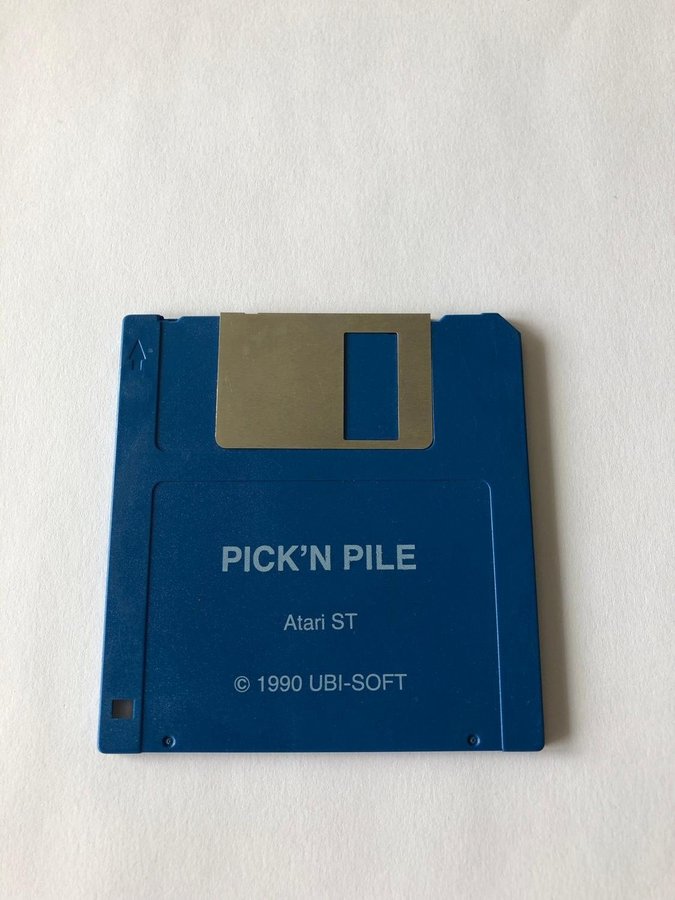 PICK'N PILE
Atari ST
© 1990 UBI-SOFT